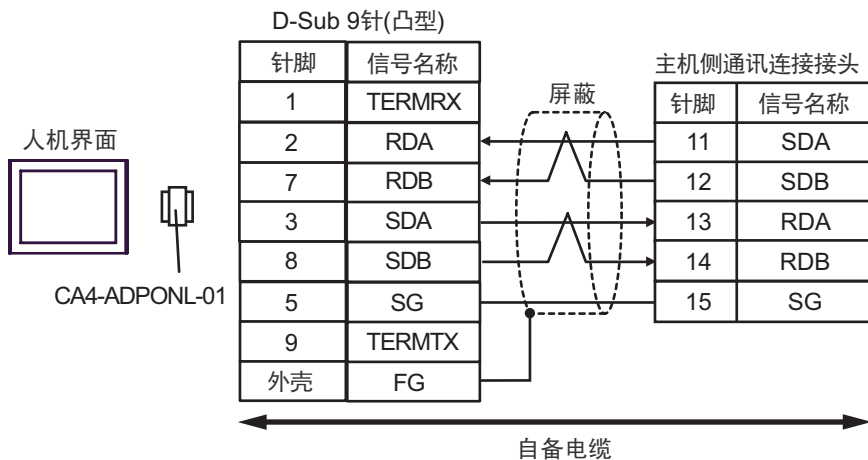 D-Sub 9针(凸型)
针脚 信号名称
1 TERMRX
2 RDA
7 RDB
3 SDA
8 SDB
5 SG
9 TERMTX
外壳 FG
人机界面
CA4-ADPONL-01
屏蔽
主机侧通讯连接接头
针脚 信号名称
11 SDA
12 SDB
13 RDA
14 RDB
15 SG
自备电缆